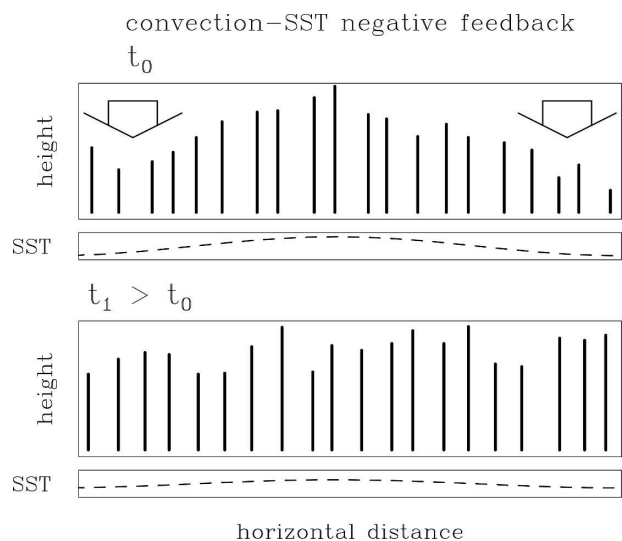 convection-SST negative feedback
t₀
height
SST
t₁ > t₀
height
SST
horizontal distance